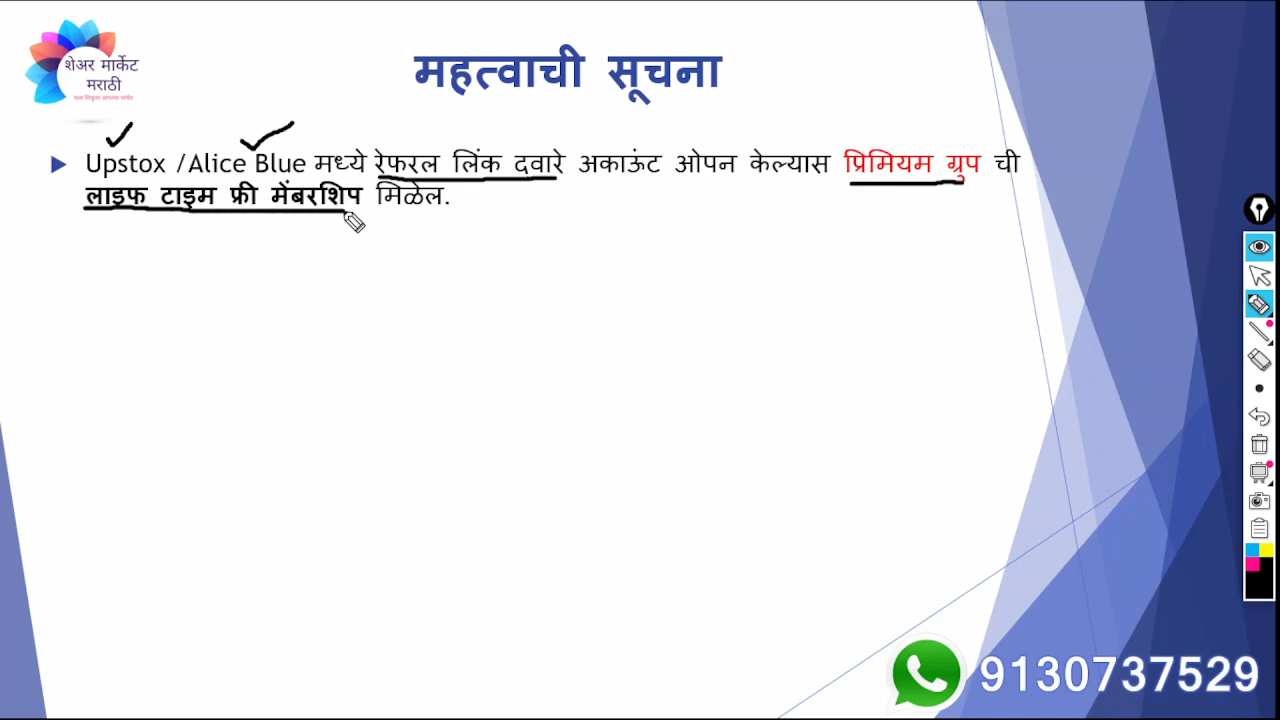 शेअर मार्केट
मराठी
महत्वाची सूचना
Upstox /Alice Blue मध्ये रेफरल लिंक दवारे अकाऊंट ओपन केल्यास प्रिमियम ग्रुप ची
लाइफ टाइम फ्री मेंबरशिप मिळेल.
9130737529